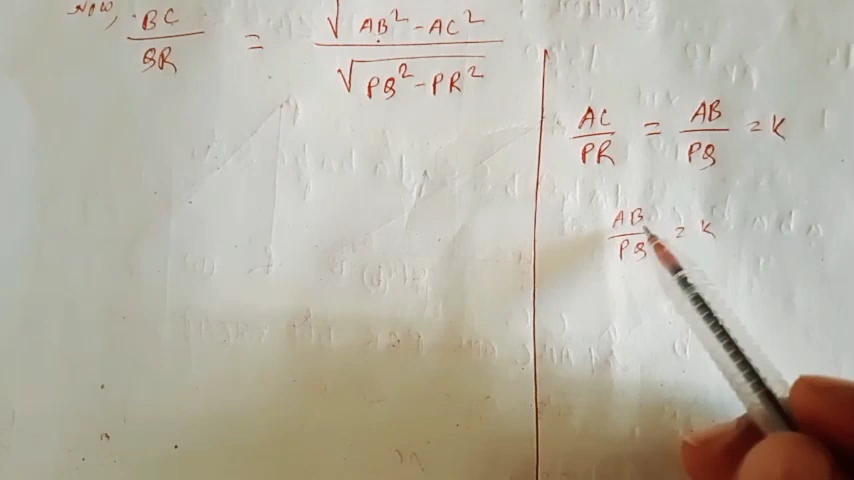 Now, BC/QR = √AB² - AC² / √PQ² - PR²
AC/PR = AB/PQ = K
AB/PQ = K